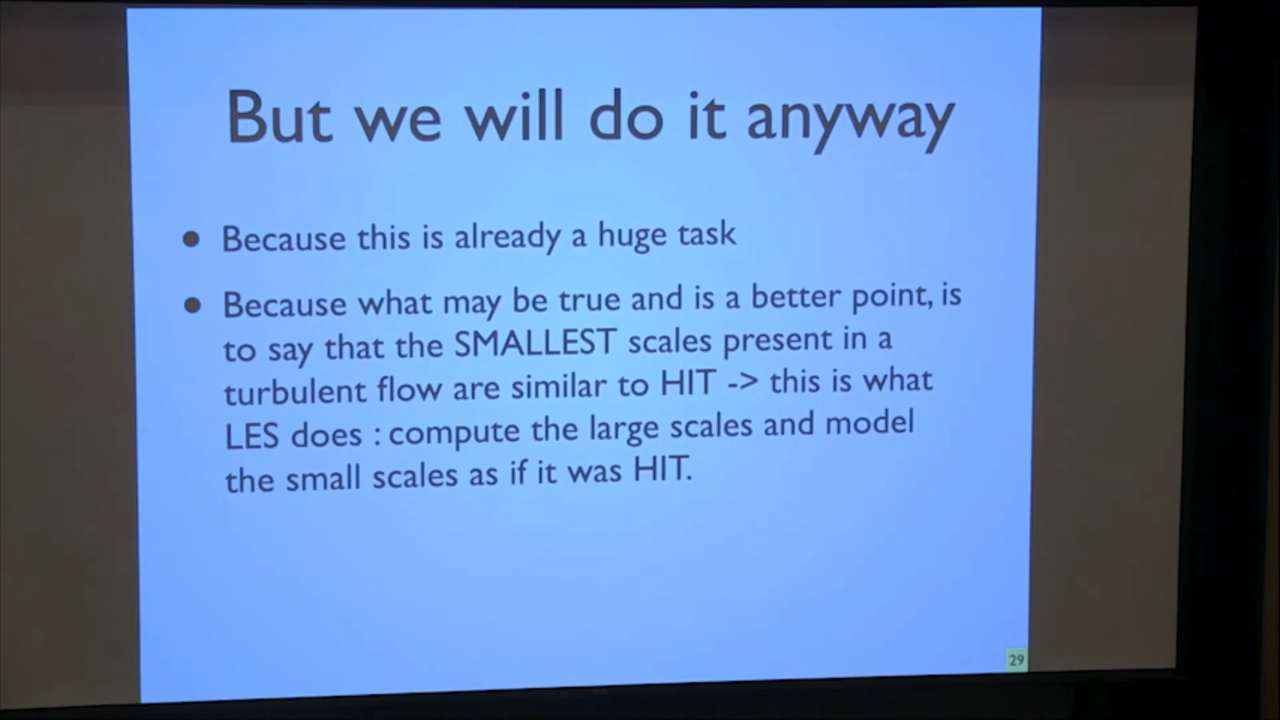 But we will do it anyway
• Because this is already a huge task
• Because what may be true and is a better point, is
to say that the SMALLEST scales present in a
turbulent flow are similar to HIT -> this is what
LES does : compute the large scales and model
the small scales as if it was HIT.
29